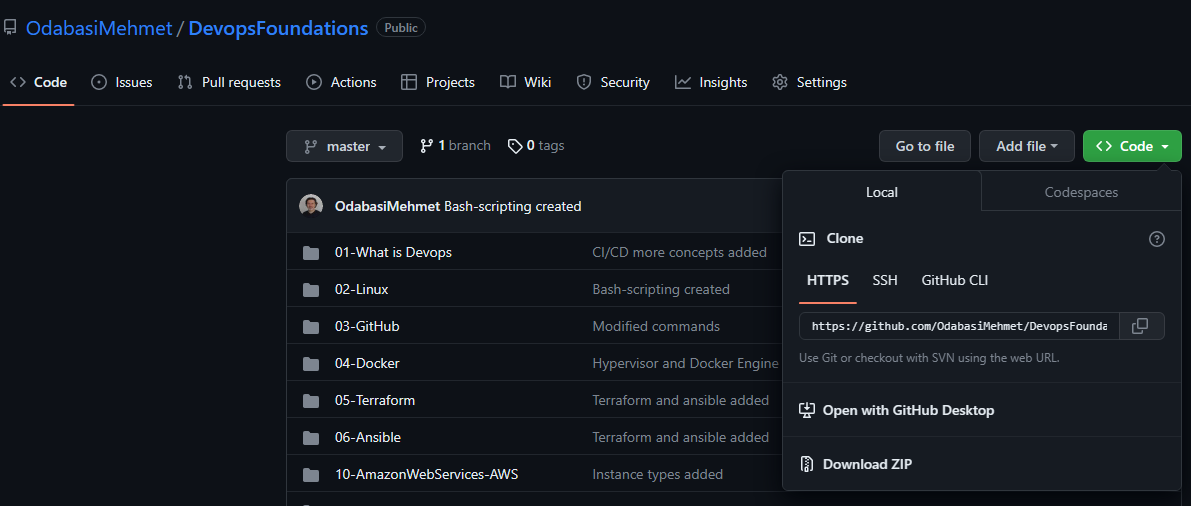 OdabasiMehmet / DevopsFoundations Public
Code Issues Pull requests Actions Projects Wiki Security Insights Settings
master 1 branch 0 tags Go to file Add file Code
Local Codespaces
OdabasiMehmet Bash-scripting created
Clone
01-What is Devops CI/CD more concepts added
HTTPS SSH GitHub CLI
02-Linux Bash-scripting created
03-GitHub Modified commands
https://github.com/OdabasiMehmet/DevopsFounda
Use Git or checkout with SVN using the web URL.
04-Docker Hypervisor and Docker Engine
05-Terraform Terraform and ansible added
Open with GitHub Desktop
06-Ansible Terraform and ansible added
Download ZIP
10-AmazonWebServices-AWS Instance types added